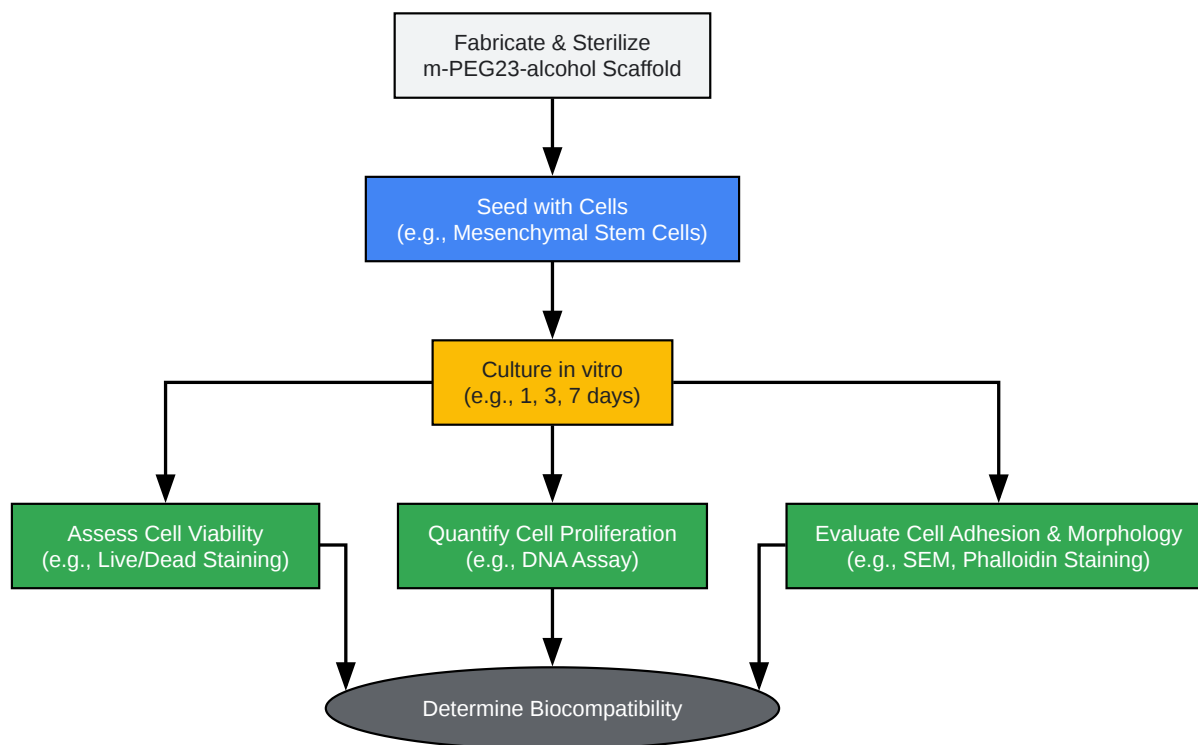 Fabricate & Sterilize
m-PEG23-alcohol Scaffold
Seed with Cells
(e.g., Mesenchymal Stem Cells)
Culture in vitro
(e.g., 1, 3, 7 days)
Assess Cell Viability
(e.g., Live/Dead Staining)
Quantify Cell Proliferation
(e.g., DNA Assay)
Evaluate Cell Adhesion & Morphology
(e.g., SEM, Phalloidin Staining)
Determine Biocompatibility